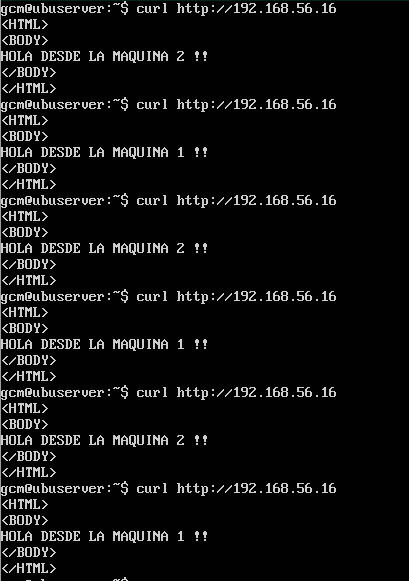 gcm@ubuserver:~$ curl http://192.168.56.16
<HTML>
<BODY>
HOLA DESDE LA MAQUINA 2 !!
</BODY>
</HTML>
gcm@ubuserver:~$ curl http://192.168.56.16
<HTML>
<BODY>
HOLA DESDE LA MAQUINA 1 !!
</BODY>
</HTML>
gcm@ubuserver:~$ curl http://192.168.56.16
<HTML>
<BODY>
HOLA DESDE LA MAQUINA 2 !!
</BODY>
</HTML>
gcm@ubuserver:~$ curl http://192.168.56.16
<HTML>
<BODY>
HOLA DESDE LA MAQUINA 1 !!
</BODY>
</HTML>
gcm@ubuserver:~$ curl http://192.168.56.16
<HTML>
<BODY>
HOLA DESDE LA MAQUINA 2 !!
</BODY>
</HTML>
gcm@ubuserver:~$ curl http://192.168.56.16
<HTML>
<BODY>
HOLA DESDE LA MAQUINA 1 !!
</BODY>
</HTML>